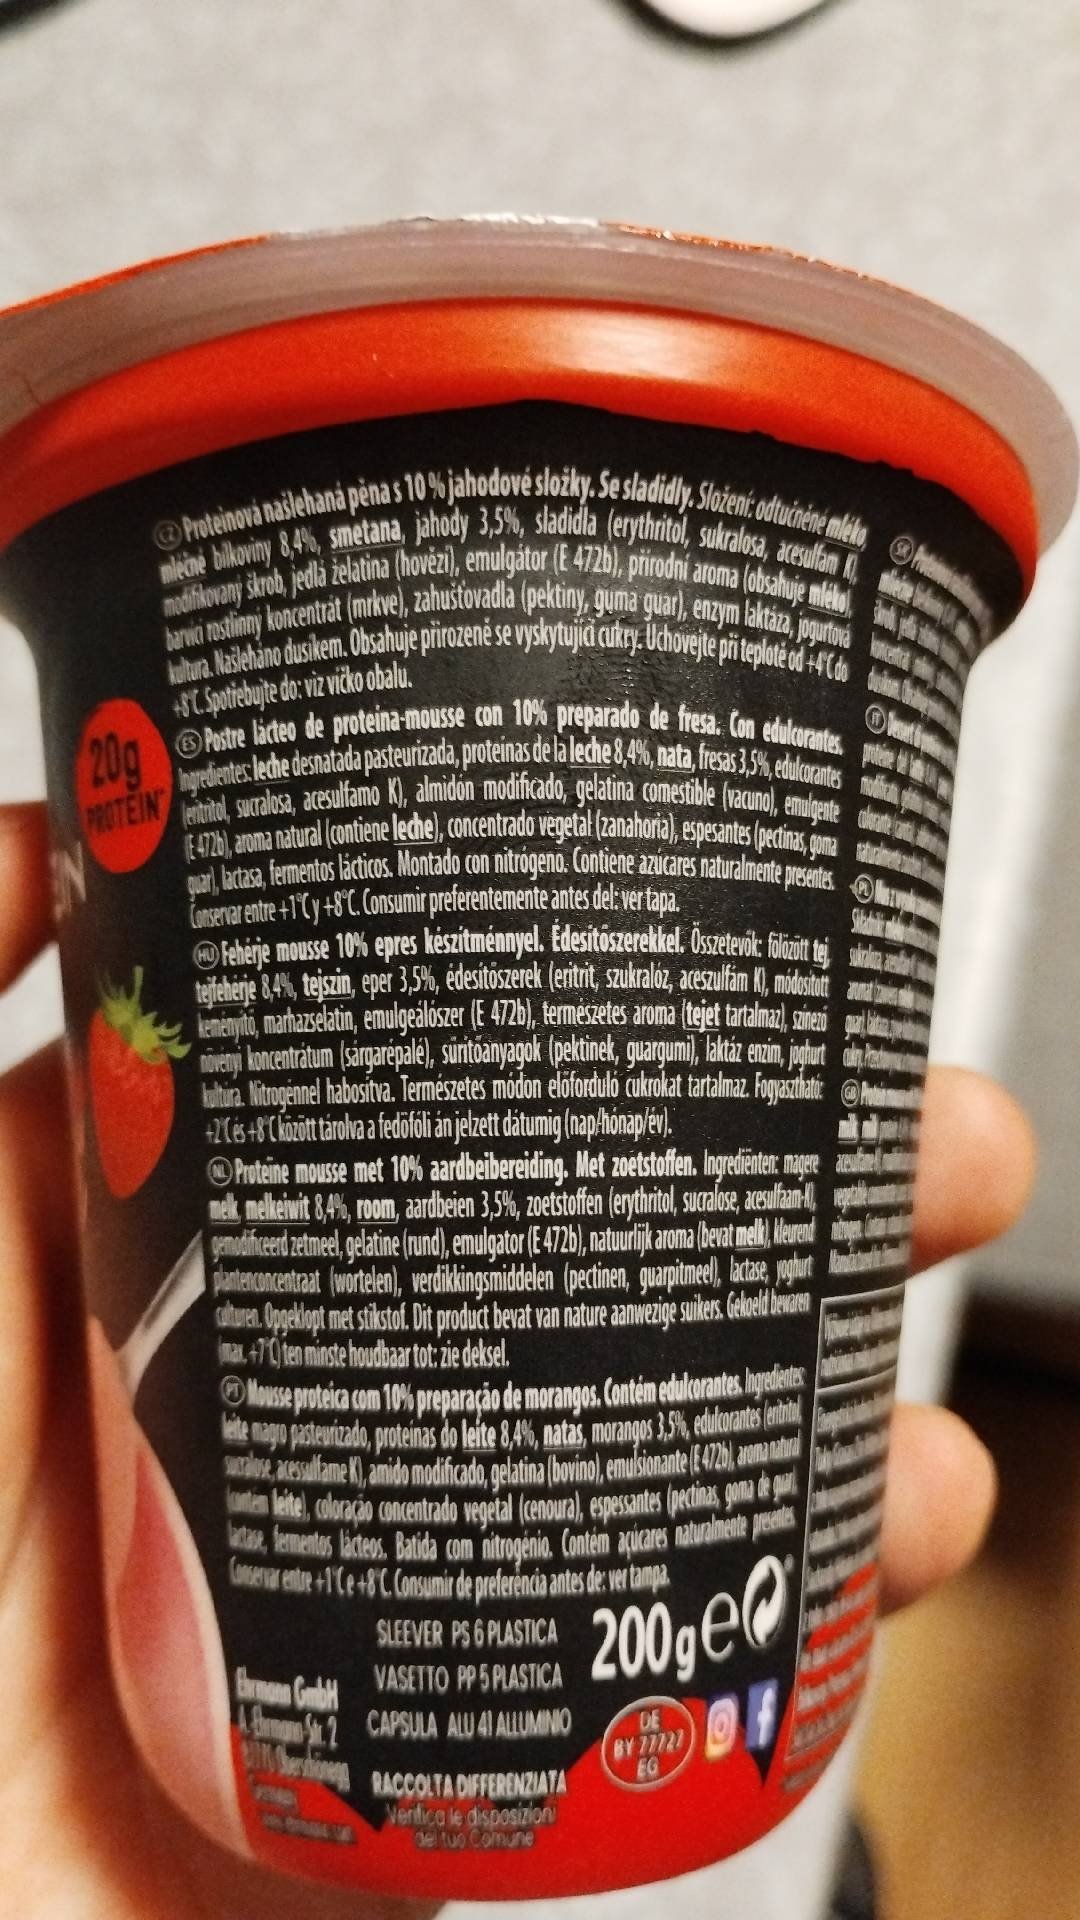 20g
PROTEIN
CZ Proteinová našlehaná pěna s 10 % jahodové složky. Se sladidly. Složení: odtučněné mléko
mléčné bílkoviny 8,4%, smetana, jahody 3,5%, sladidla (erythritol, sukralosa, acesulfam K),
modifikovaný škrob, jedlá želatina (hovězí), emulgátor (E 472b), přírodní aroma (obsahuje mléko)
barvicí rostlinný koncentrát (mrkve), zahušťovadla (pektiny, guma guar), enzym laktáza, jogurtová
kultura. Našleháno dusíkem. Obsahuje přirozeně se vyskytující cukry. Uchovejte při teplotě od +4°C do
+8°C. Spotřebujte do: viz víčko obalu.
ES Postre lácteo de proteína-mousse con 10% preparado de fresa. Con edulcorantes.
Ingredientes: leche desnatada pasteurizada, proteínas de la leche 8,4%, nata, fresas 3,5%, edulcorantes
(eritritol, sucralosa, acesulfamo K), almidón modificado, gelatina comestible (vacuno), emulgente
(E 472b), aroma natural (contiene leche), concentrado vegetal (zanahoria), espesantes (pectinas, goma
guar), lactasa, fermentos lácticos. Montado con nitrógeno. Contiene azúcares naturalmente presentes.
Conservar entre +1°C y +8°C. Consumir preferentemente antes del: ver tapa.
HU Fehérje mousse 10% epres készítménnyel. Édesítőszerekkel. Összetevők: fölözött tej,
tejfehérje 8,4%, tejszín, eper 3,5%, édesítőszerek (eritrit, szukralóz, aceszulfám K), módosított
keményítő, marhazselatin, emulgeálószer (E 472b), természetes aroma (tejet tartalmaz), színező
növényi koncentrátum (sárgarépalé), sűrítőanyagok (pektinek, guargumi), laktáz enzim, joghurt
kultúra. Nitrogénnel habosítva. Természetes módon előforduló cukrokat tartalmaz. Fogyasztható:
+2°C és +8°C között tárolva a fedőfólián jelzett dátumig (nap/hónap/év).
NL Proteïne mousse met 10% aardbeibereiding. Met zoetstoffen. Ingrediënten: magere
melk, melkeiwit 8,4%, room, aardbeien 3,5%, zoetstoffen (erythritol, sucralose, acesulfaam-K),
gemodificeerd zetmeel, gelatine (rund), emulgator (E 472b), natuurlijk aroma (bevat melk), kleurend
plantenconcentraat (wortelen), verdikkingsmiddelen (pectinen, guarpitmeel), lactase, yoghurt
culturen. Opgeklopt met stikstof. Dit product bevat van nature aanwezige suikers. Gekoeld bewaren
(max. +7°C) ten minste houdbaar tot: zie deksel.
PT Mousse proteica com 10% preparação de morangos. Contém edulcorantes. Ingredientes:
leite magro pasteurizado, proteínas do leite 8,4%, natas, morangos 3,5%, edulcorantes (eritritol,
sucralose, acessulfame K), amido modificado, gelatina (bovino), emulsionante (E 472b), aroma natural
(contém leite), coloração concentrado vegetal (cenoura), espessantes (pectinas, goma de guar),
lactase, fermentos lácteos. Batida com nitrogénio. Contém açúcares naturalmente presentes.
Conservar entre +1°C e +8°C. Consumir de preferência antes de: ver tampa.
SLEEVER PS 6 PLASTICA
VASETTO PP 5 PLASTICA
CAPSULA ALU 41 ALLUMINIO
200g e
Ehrmann GmbH
A.-Ehrmann-Str. 2
DE
BY 77727
EG
RACCOLTA DIFFERENZIATA
Verifica le disposizioni
del tuo Comune
SK
IT
PL
GB